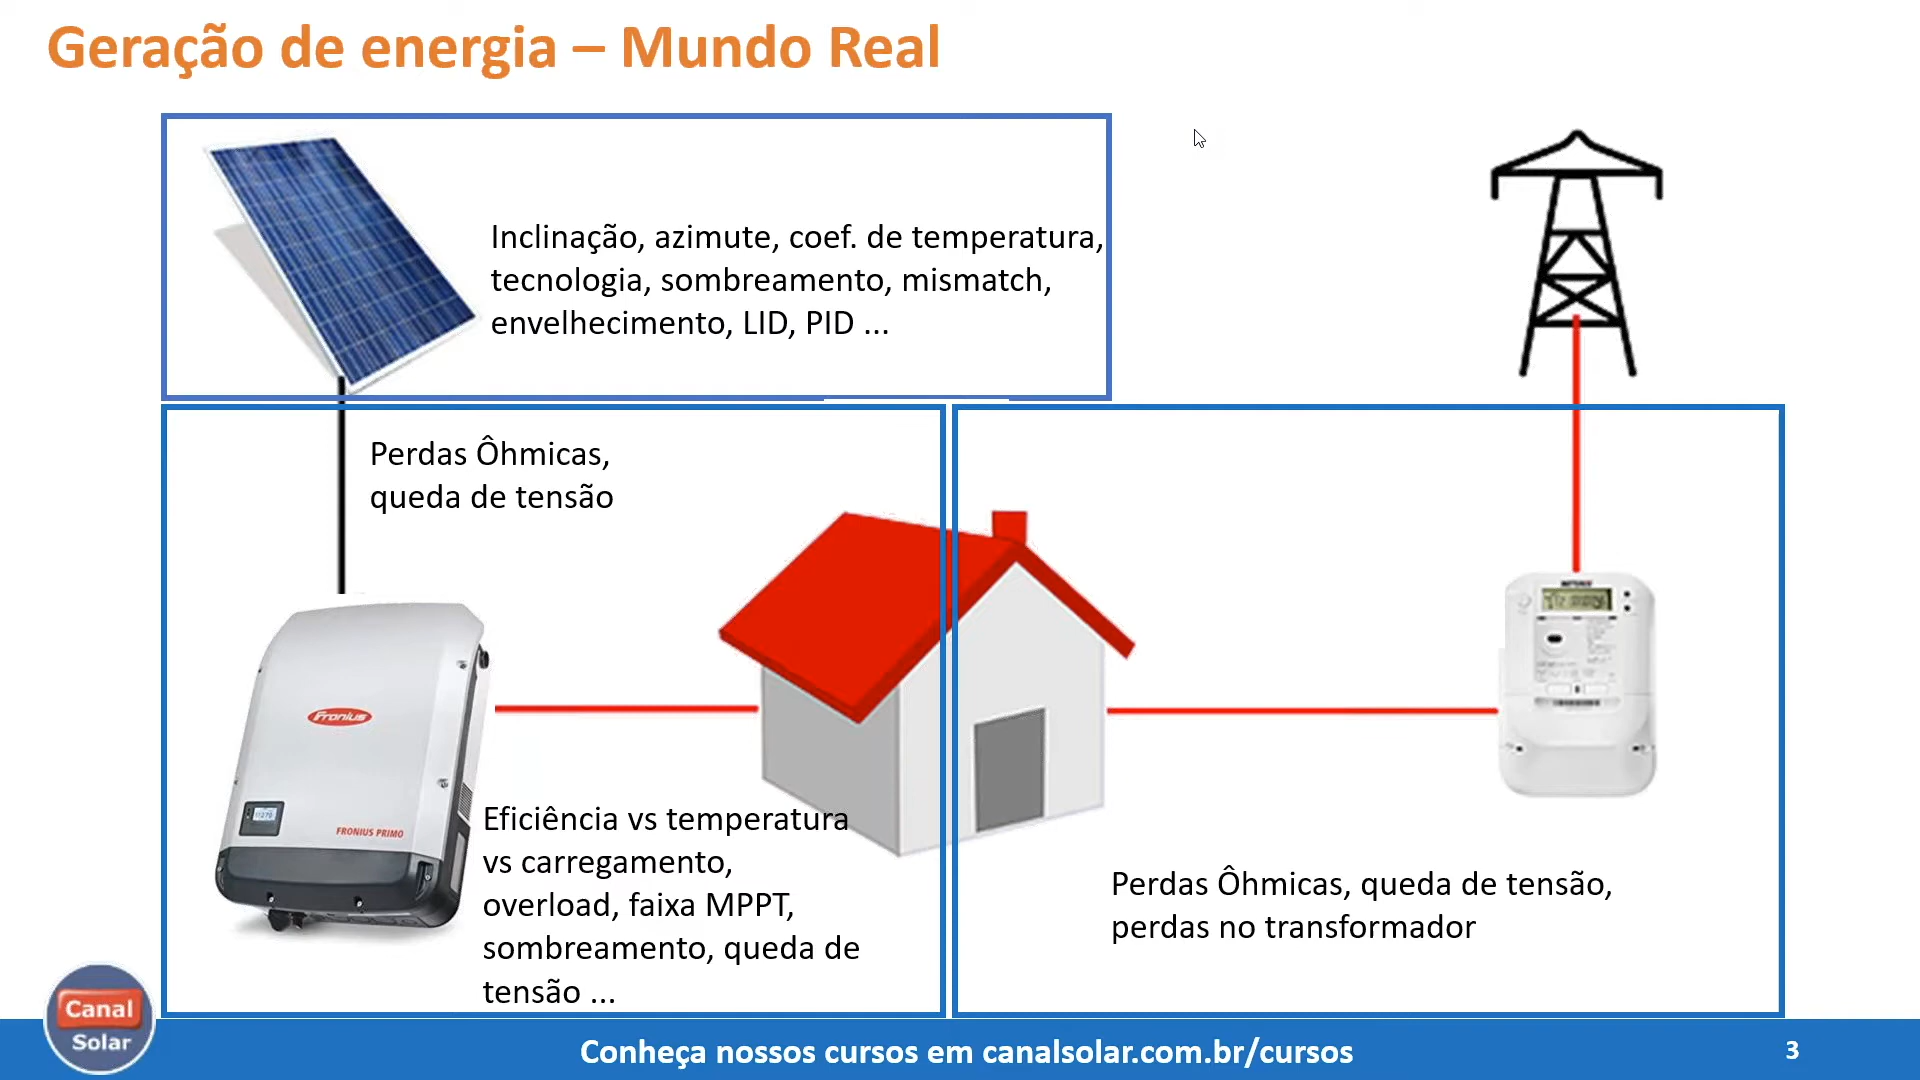 Geração de energia – Mundo Real
Inclinação, azimute, coef. de temperatura,
tecnologia, sombreamento, mismatch,
envelhecimento, LID, PID ...
Perdas Ôhmicas,
queda de tensão
Fronius
FRONIUS PRIMO
Eficiência vs temperatura
vs carregamento,
overload, faixa MPPT,
sombreamento, queda de
tensão ...
Perdas Ôhmicas, queda de tensão,
perdas no transformador
Canal
Solar
Conheça nossos cursos em canalsolar.com.br/cursos
3